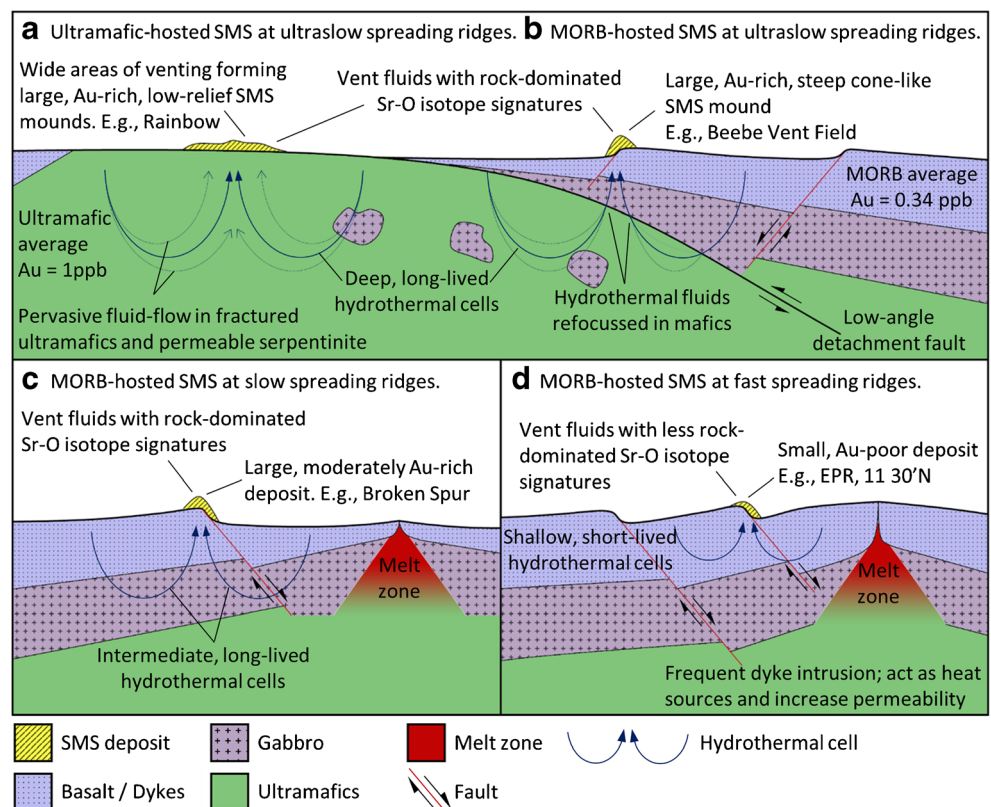 a Ultramafic-hosted SMS at ultraslow spreading ridges.
b MORB-hosted SMS at ultraslow spreading ridges.
Wide areas of venting forming
large, Au-rich, low-relief SMS
mounds. E.g., Rainbow
Vent fluids with rock-dominated
Sr-O isotope signatures
Large, Au-rich, steep cone-like
SMS mound
E.g., Beebe Vent Field
MORB average
Au = 0.34 ppb
Ultramafic
average
Au = 1ppb
Deep, long-lived
hydrothermal cells
Hydrothermal fluids
refocussed in mafics
Pervasive fluid-flow in fractured
ultramafics and permeable serpentinite
Low-angle
detachment fault
c MORB-hosted SMS at slow spreading ridges.
Vent fluids with rock-dominated
Sr-O isotope signatures
Large, moderately Au-rich
deposit. E.g., Broken Spur
Melt
zone
Intermediate, long-lived
hydrothermal cells
d MORB-hosted SMS at fast spreading ridges.
Vent fluids with less rock-
dominated Sr-O isotope
signatures
Small, Au-poor deposit
E.g., EPR, 11 30’N
Shallow, short-lived
hydrothermal cells
Melt
zone
Frequent dyke intrusion; act as heat
sources and increase permeability
SMS deposit
Gabbro
Melt zone
Hydrothermal cell
Basalt / Dykes
Ultramafics
Fault